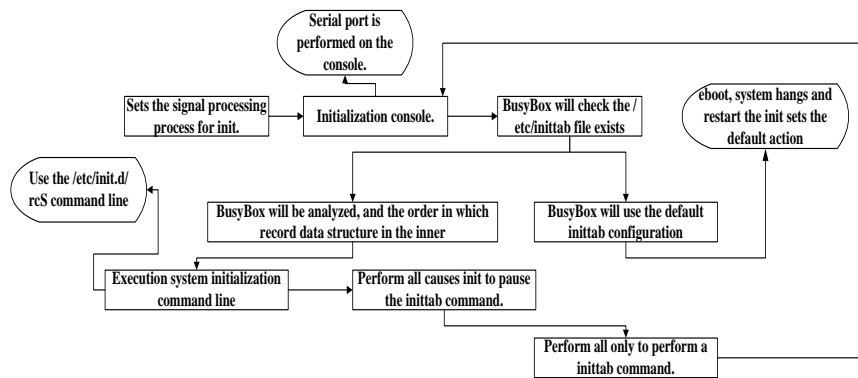 Serial port is
performed on the
console.
Sets the signal processing
process for init.
Initialization console.
BusyBox will check the /
etc/inittab file exists
eboot, system hangs and
restart the init sets the
default action
Use the /etc/init.d/
rcS command line
BusyBox will be analyzed, and the order in which
record data structure in the inner
BusyBox will use the default
inittab configuration
Execution system initialization
command line
Perform all causes init to pause
the inittab command.
Perform all only to perform a
inittab command.